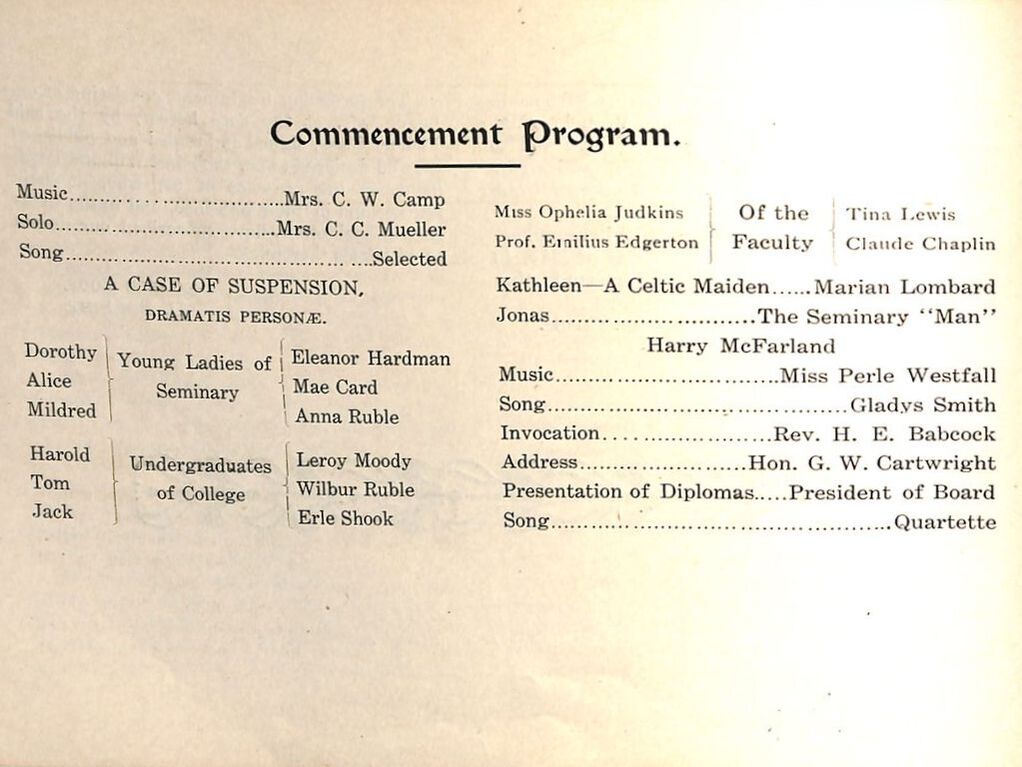 Commencement Program.
Music......................................Mrs. C. W. Camp
Solo......................................Mrs. C. C. Mueller
Song......................................................Selected
A CASE OF SUSPENSION,
DRAMATIS PERSONÆ.
Dorothy Young Ladies of Eleanor Hardman
Alice Seminary Mae Card
Mildred Anna Ruble
Harold Undergraduates Leroy Moody
Tom of College Wilbur Ruble
Jack Erle Shook
Miss Ophelia Judkins Of the Tina Lewis
Prof. Emilius Edgerton Faculty Claude Chaplin
Kathleen—A Celtic Maiden......Marian Lombard
Jonas................................The Seminary "Man"
Harry McFarland
Music...................................Miss Perle Westfall
Song..............................................Gladys Smith
Invocation.........................Rev. H. E. Babcock
Address........................Hon. G. W. Cartwright
Presentation of Diplomas.....President of Board
Song....................................................Quartette